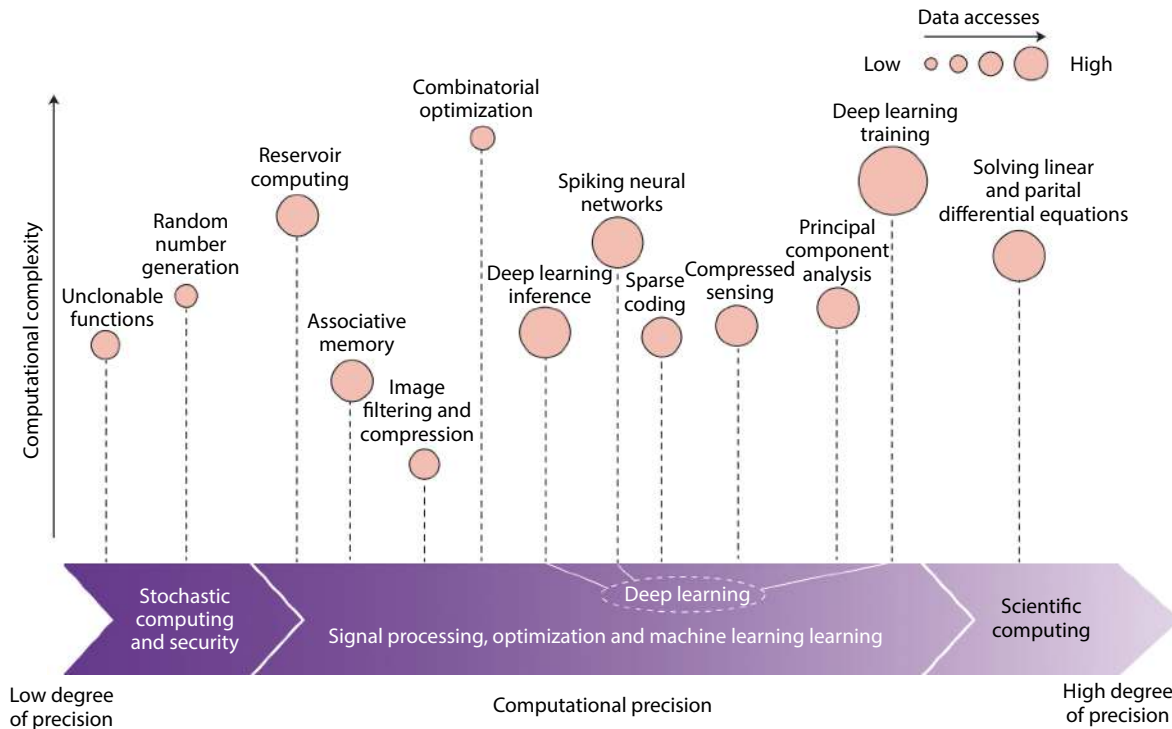 Data accesses
Low
High
Computational complexity
Unclonable
functions
Random
number
generation
Reservoir
computing
Associative
memory
Image
filtering and
compression
Combinatorial
optimization
Deep learning
inference
Spiking neural
networks
Sparse
coding
Compressed
sensing
Principal
component
analysis
Deep learning
training
Solving linear
and parital
differential equations
Stochastic
computing
and security
Deep learning
Signal processing, optimization and machine learning learning
Scientific
computing
Low degree
of precision
Computational precision
High degree
of precision